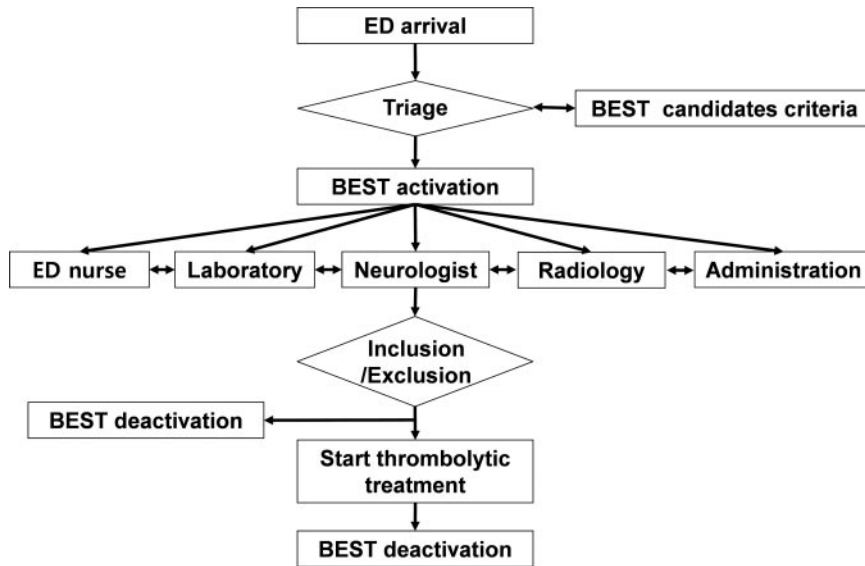 ED arrival
Triage
BEST candidates criteria
BEST activation
ED nurse
Laboratory
Neurologist
Radiology
Administration
Inclusion
/Exclusion
BEST deactivation
Start thrombolytic
treatment
BEST deactivation